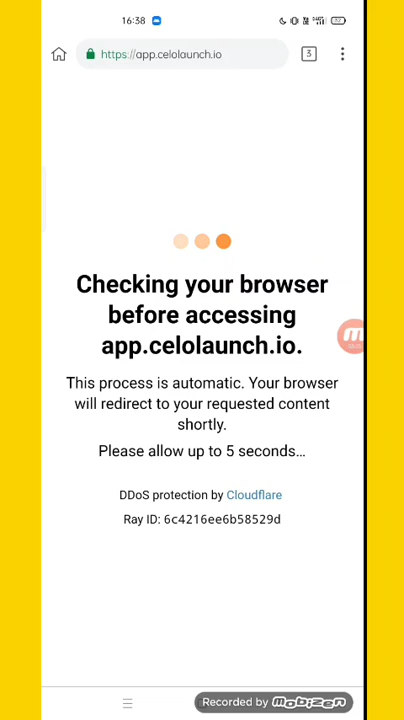 16:38
https://app.celolaunch.io
3
Checking your browser
before accessing
app.celolaunch.io.
This process is automatic. Your browser
will redirect to your requested content
shortly.
Please allow up to 5 seconds…
DDoS protection by Cloudflare
Ray ID: 6c4216ee6b58529d
Recorded by mobizen